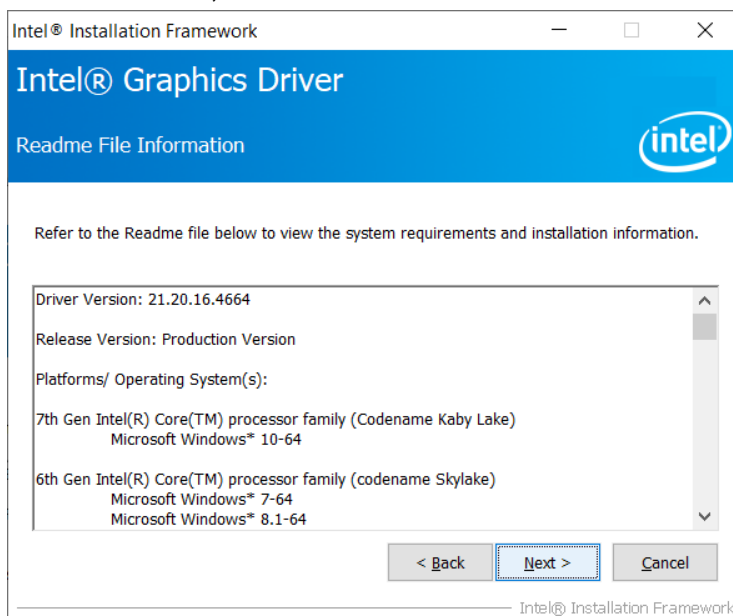 Intel® Installation Framework
Intel® Graphics Driver
Readme File Information
intel
Refer to the Readme file below to view the system requirements and installation information.
Driver Version: 21.20.16.4664
Release Version: Production Version
Platforms/ Operating System(s):
7th Gen Intel(R) Core(TM) processor family (Codename Kaby Lake)
Microsoft Windows* 10-64
6th Gen Intel(R) Core(TM) processor family (codename Skylake)
Microsoft Windows* 7-64
Microsoft Windows* 8.1-64
< Back Next > Cancel
Intel® Installation Framework